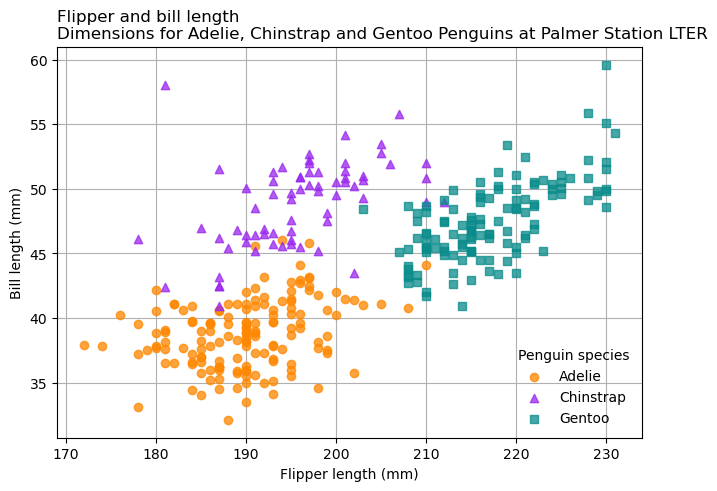 Flipper and bill length
Dimensions for Adelie, Chinstrap and Gentoo Penguins at Palmer Station LTER
60
55
50
45
40
35
Bill length (mm)
Penguin species
Adelie
Chinstrap
Gentoo
170 180 190 200 210 220 230
Flipper length (mm)